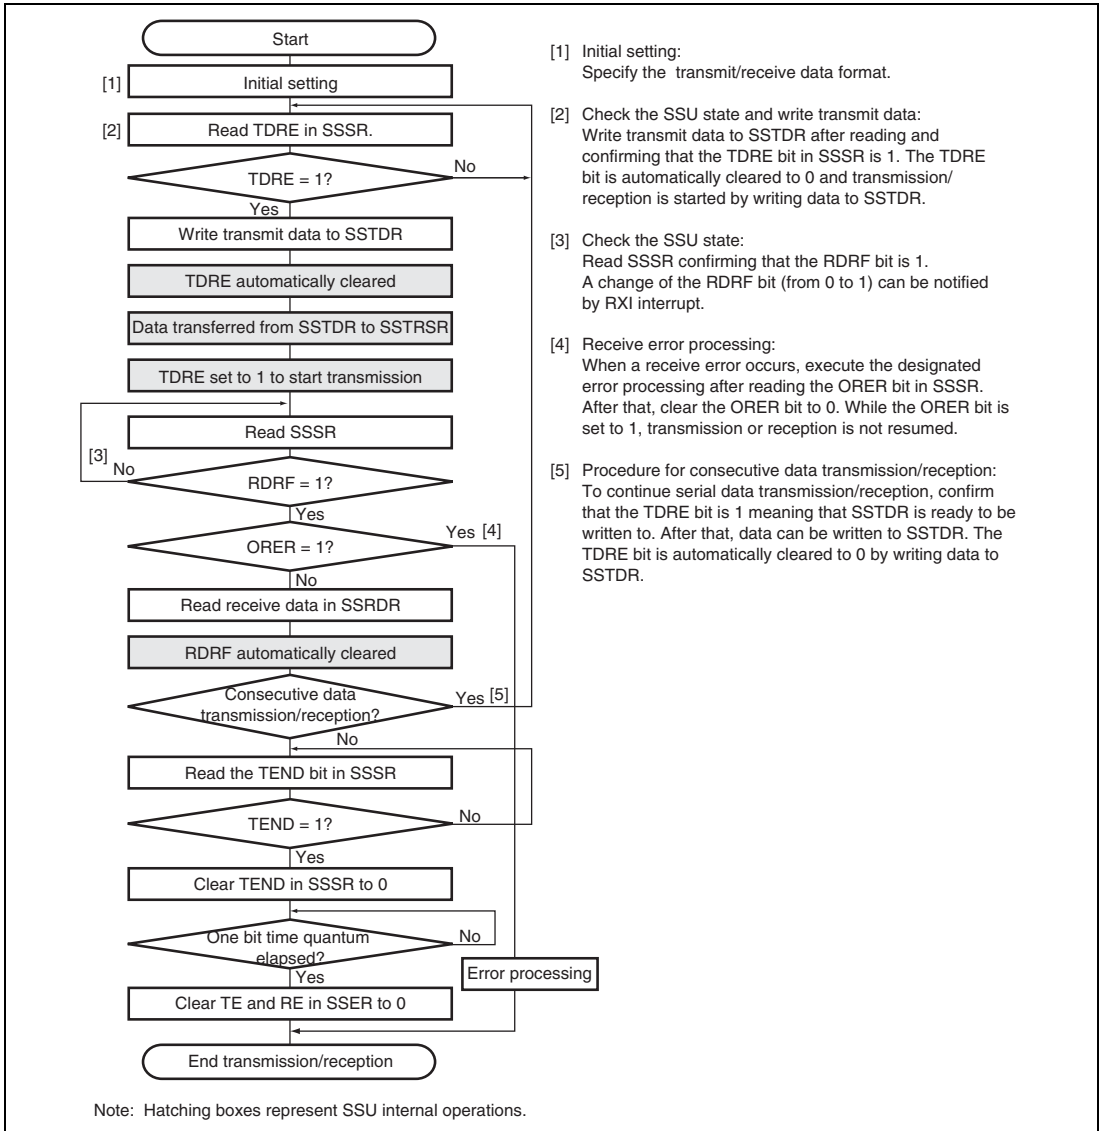 Start
[1] Initial setting
[2] Read TDRE in SSSR.
TDRE = 1?
No
Yes
Write transmit data to SSTDR
TDRE automatically cleared
Data transferred from SSTDR to SSTRSR
TDRE set to 1 to start transmission
Read SSSR
[3]
No
RDRF = 1?
Yes
ORER = 1?
Yes [4]
No
Read receive data in SSRDR
RDRF automatically cleared
Consecutive data
transmission/reception?
Yes [5]
No
Read the TEND bit in SSSR
TEND = 1?
No
Yes
Clear TEND in SSSR to 0
One bit time quantum
elapsed?
No
Yes
Error processing
Clear TE and RE in SSER to 0
End transmission/reception
[1] Initial setting:
Specify the transmit/receive data format.
[2] Check the SSU state and write transmit data:
Write transmit data to SSTDR after reading and
confirming that the TDRE bit in SSSR is 1. The TDRE
bit is automatically cleared to 0 and transmission/
reception is started by writing data to SSTDR.
[3] Check the SSU state:
Read SSSR confirming that the RDRF bit is 1.
A change of the RDRF bit (from 0 to 1) can be notified
by RXI interrupt.
[4] Receive error processing:
When a receive error occurs, execute the designated
error processing after reading the ORER bit in SSSR.
After that, clear the ORER bit to 0. While the ORER bit is
set to 1, transmission or reception is not resumed.
[5] Procedure for consecutive data transmission/reception:
To continue serial data transmission/reception, confirm
that the TDRE bit is 1 meaning that SSTDR is ready to be
written to. After that, data can be written to SSTDR. The
TDRE bit is automatically cleared to 0 by writing data to
SSTDR.
Note: Hatching boxes represent SSU internal operations.